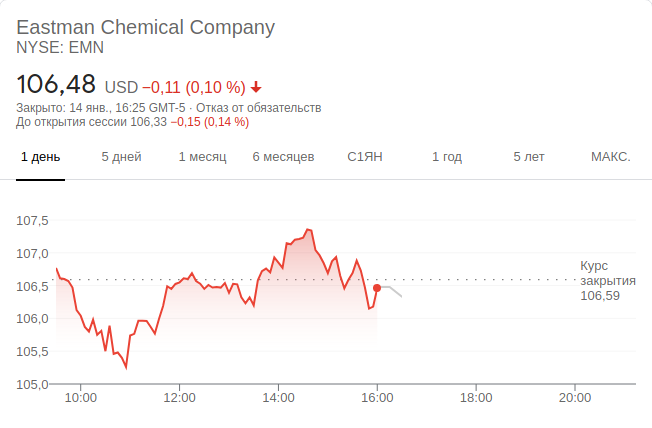 Eastman Chemical Company
NYSE: EMN
106,48 USD −0,11 (0,10 %)
Закрыто: 14 янв., 16:25 GMT-5 · Отказ от обязательств
До открытия сессии 106,33 −0,15 (0,14 %)
1 день 5 дней 1 месяц 6 месяцев С1ЯН 1 год 5 лет МАКС.
107,5
107,0
106,5
106,0
105,5
105,0
Курс
закрытия
106,59
10:00 12:00 14:00 16:00 18:00 20:00